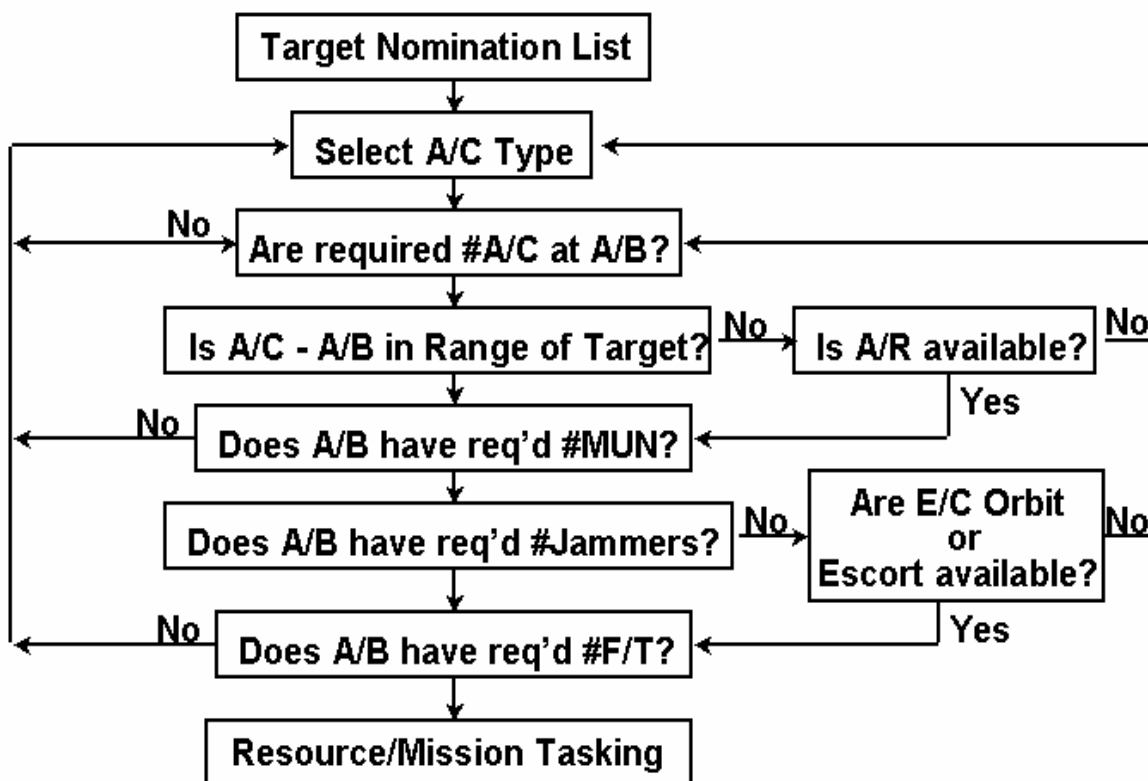 Target Nomination List
Select A/C Type
No
Are required #A/C at A/B?
Is A/C - A/B in Range of Target?
No
Is A/R available?
No
Yes
No
Does A/B have req'd #MUN?
Does A/B have req'd #Jammers?
No
Are E/C Orbit
or
Escort available?
No
Yes
No
Does A/B have req'd #F/T?
Resource/Mission Tasking